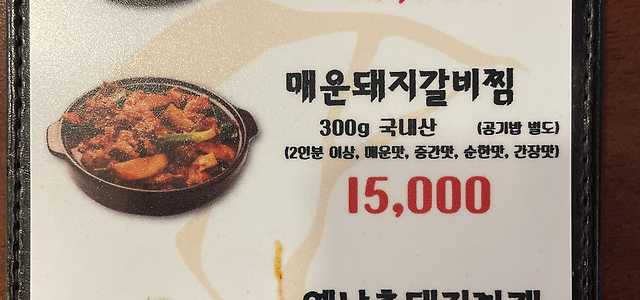 매운돼지갈비찜
300g 국내산 (공기밥 별도)
(2인분 이상, 매운맛, 중간맛, 순한맛, 간장맛)
15,000